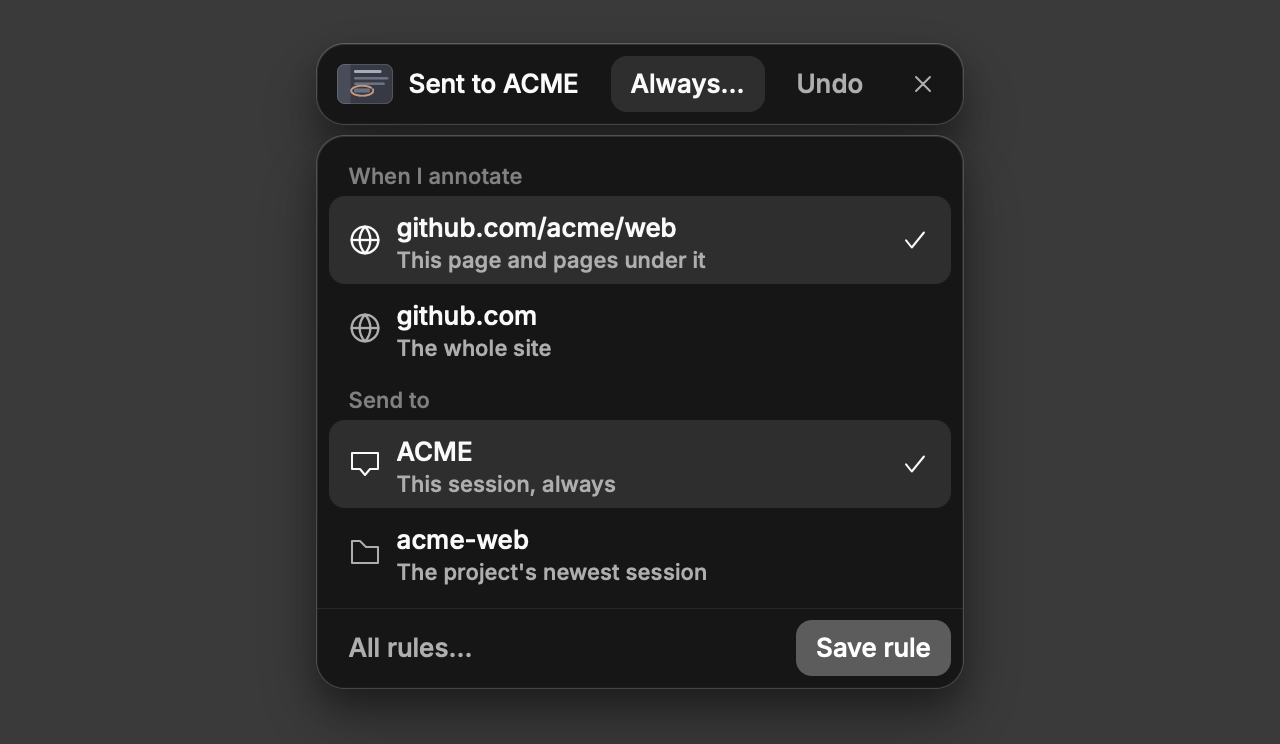 Sent to ACME Always... Undo
When I annotate
github.com/acme/web
This page and pages under it
github.com
The whole site
Send to
ACME
This session, always
acme-web
The project's newest session
All rules... Save rule